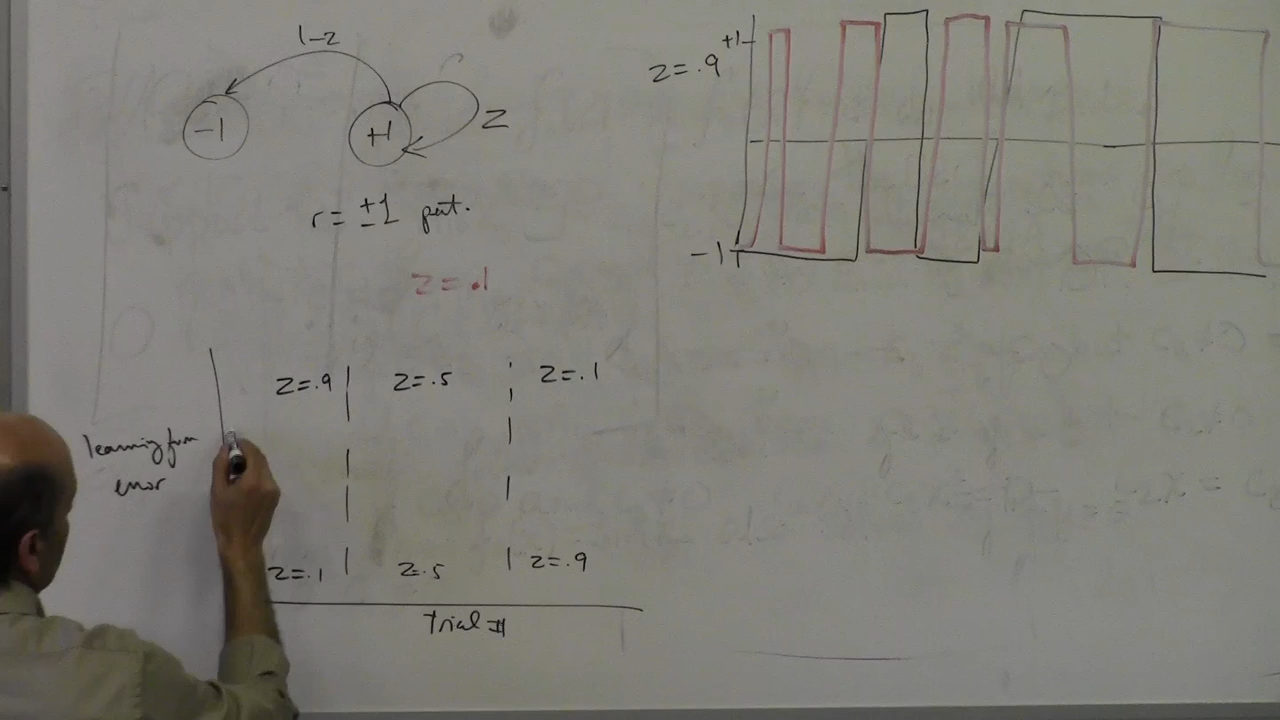 1-z
-1
+1
z
r = ±1 pert.
z = .1
z = .9
+1
-1
z = .9
z = .5
z = .1
learning from
error
z = .1
z = .5
z = .9
Trial #